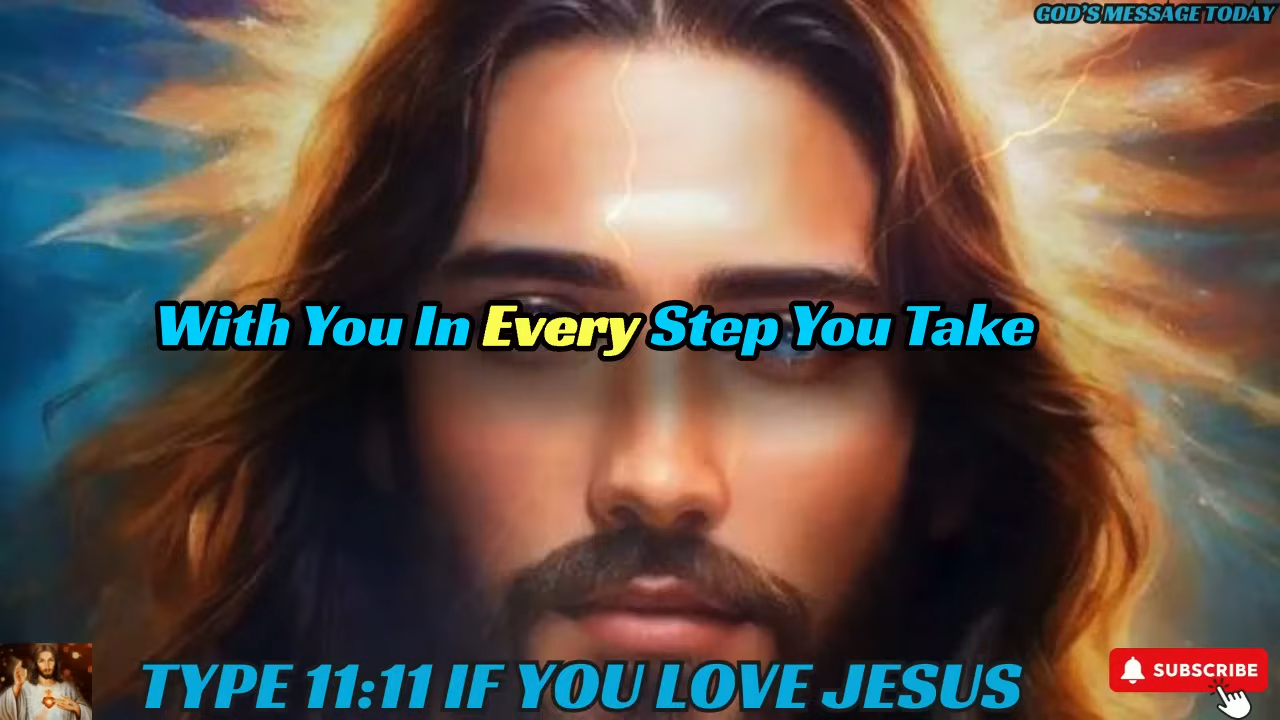 GOD'S MESSAGE TODAY
With You In Every Step You Take
TYPE 11:11 IF YOU LOVE JESUS
SUBSCRIBE